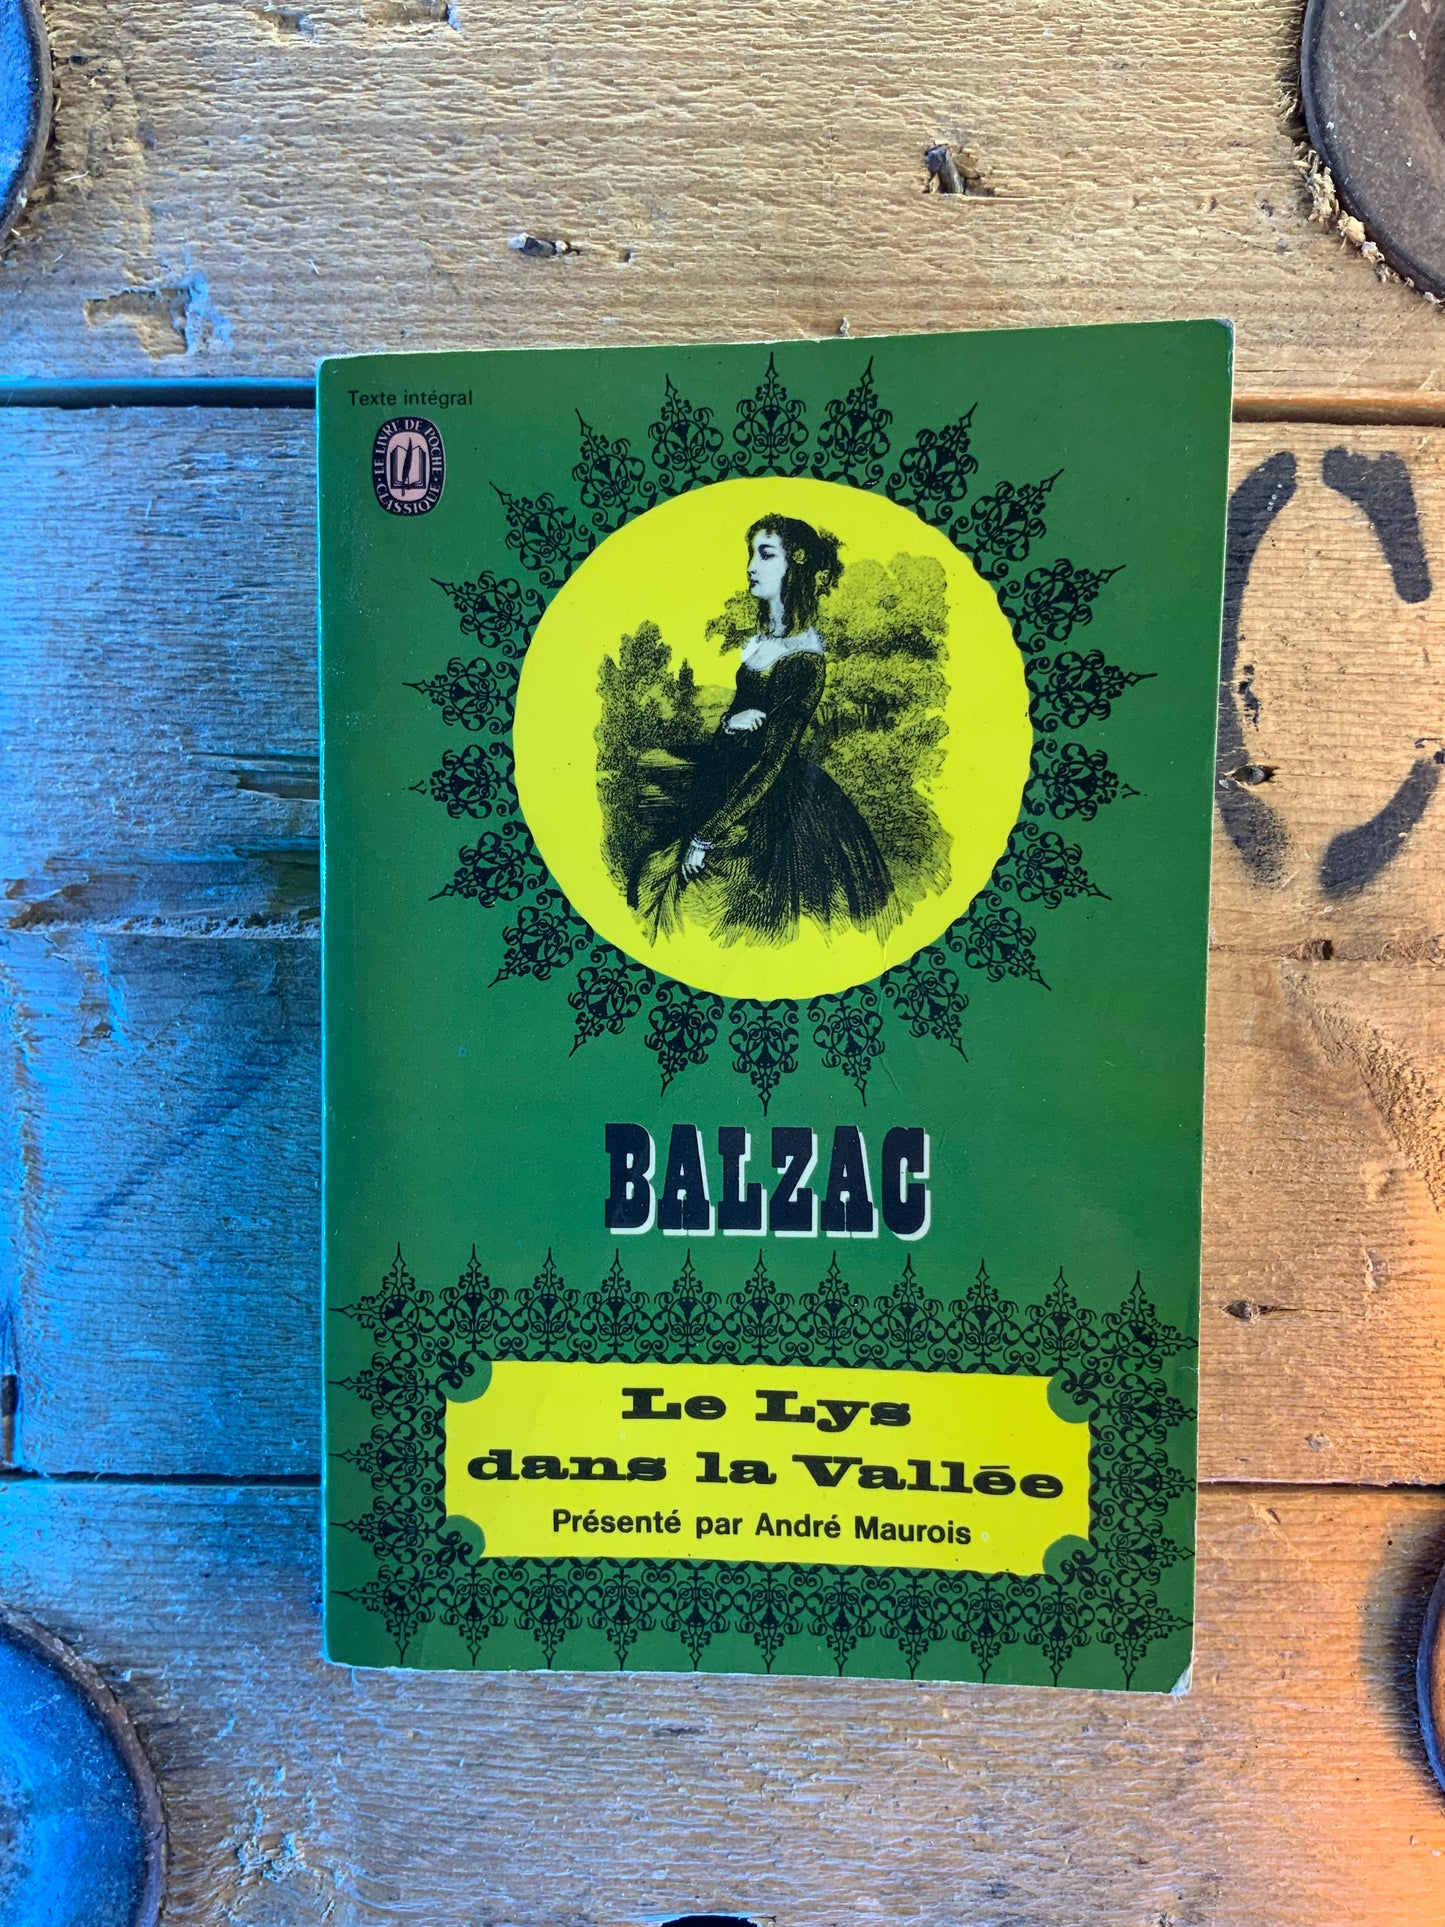 Texte intégral
LE LIVRE DE POCHE
CLASSIQUE
BALZAC
Le Lys
dans la Vallée
Présenté par André Maurois